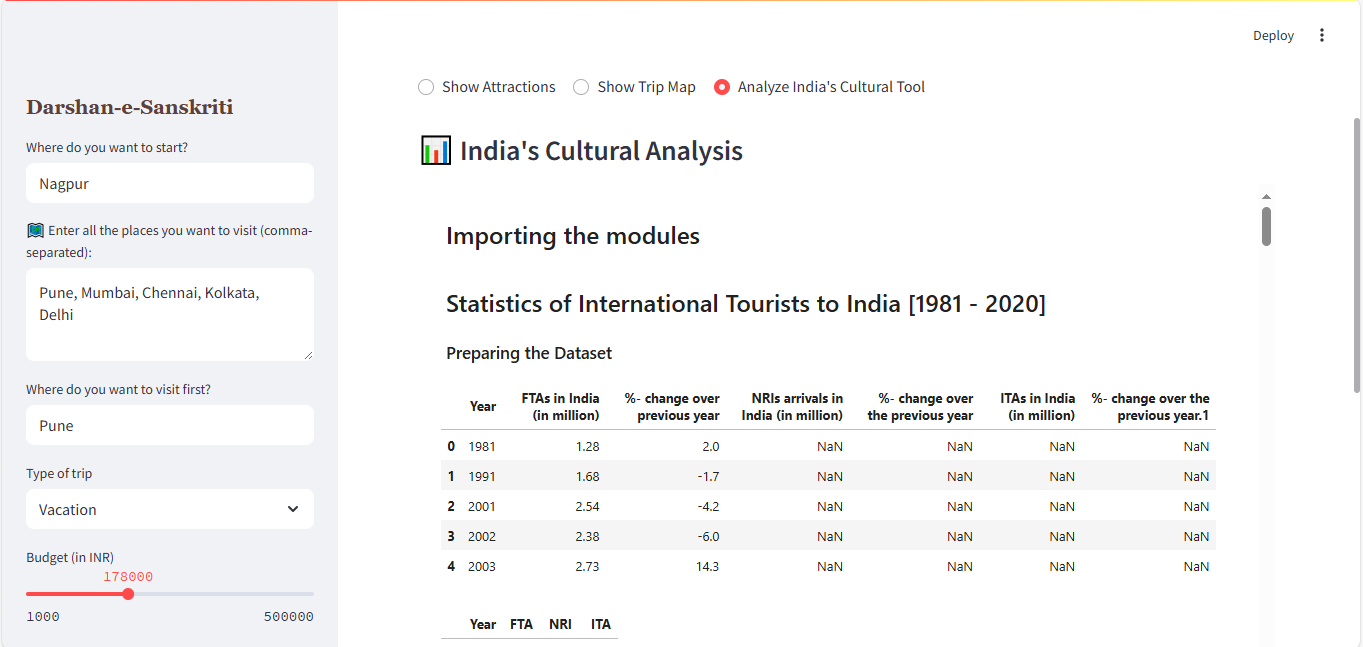 Deploy
Darshan-e-Sanskriti
Where do you want to start?
Nagpur
Enter all the places you want to visit (comma-
separated):
Pune, Mumbai, Chennai, Kolkata,
Delhi
Where do you want to visit first?
Pune
Type of trip
Vacation
Budget (in INR)
178000
1000 500000
Show Attractions Show Trip Map Analyze India's Cultural Tool
India's Cultural Analysis
Importing the modules
Statistics of International Tourists to India [1981 - 2020]
Preparing the Dataset
FTAs in India %- change over NRIs arrivals in %- change over ITAs in India %- change over the
Year
(in million) previous year India (in million) the previous year (in million) previous year.1
0 1981 1.28 2.0 NaN NaN NaN NaN
1 1991 1.68 -1.7 NaN NaN NaN NaN
2 2001 2.54 -4.2 NaN NaN NaN NaN
3 2002 2.38 -6.0 NaN NaN NaN NaN
4 2003 2.73 14.3 NaN NaN NaN NaN
Year FTA NRI ITA